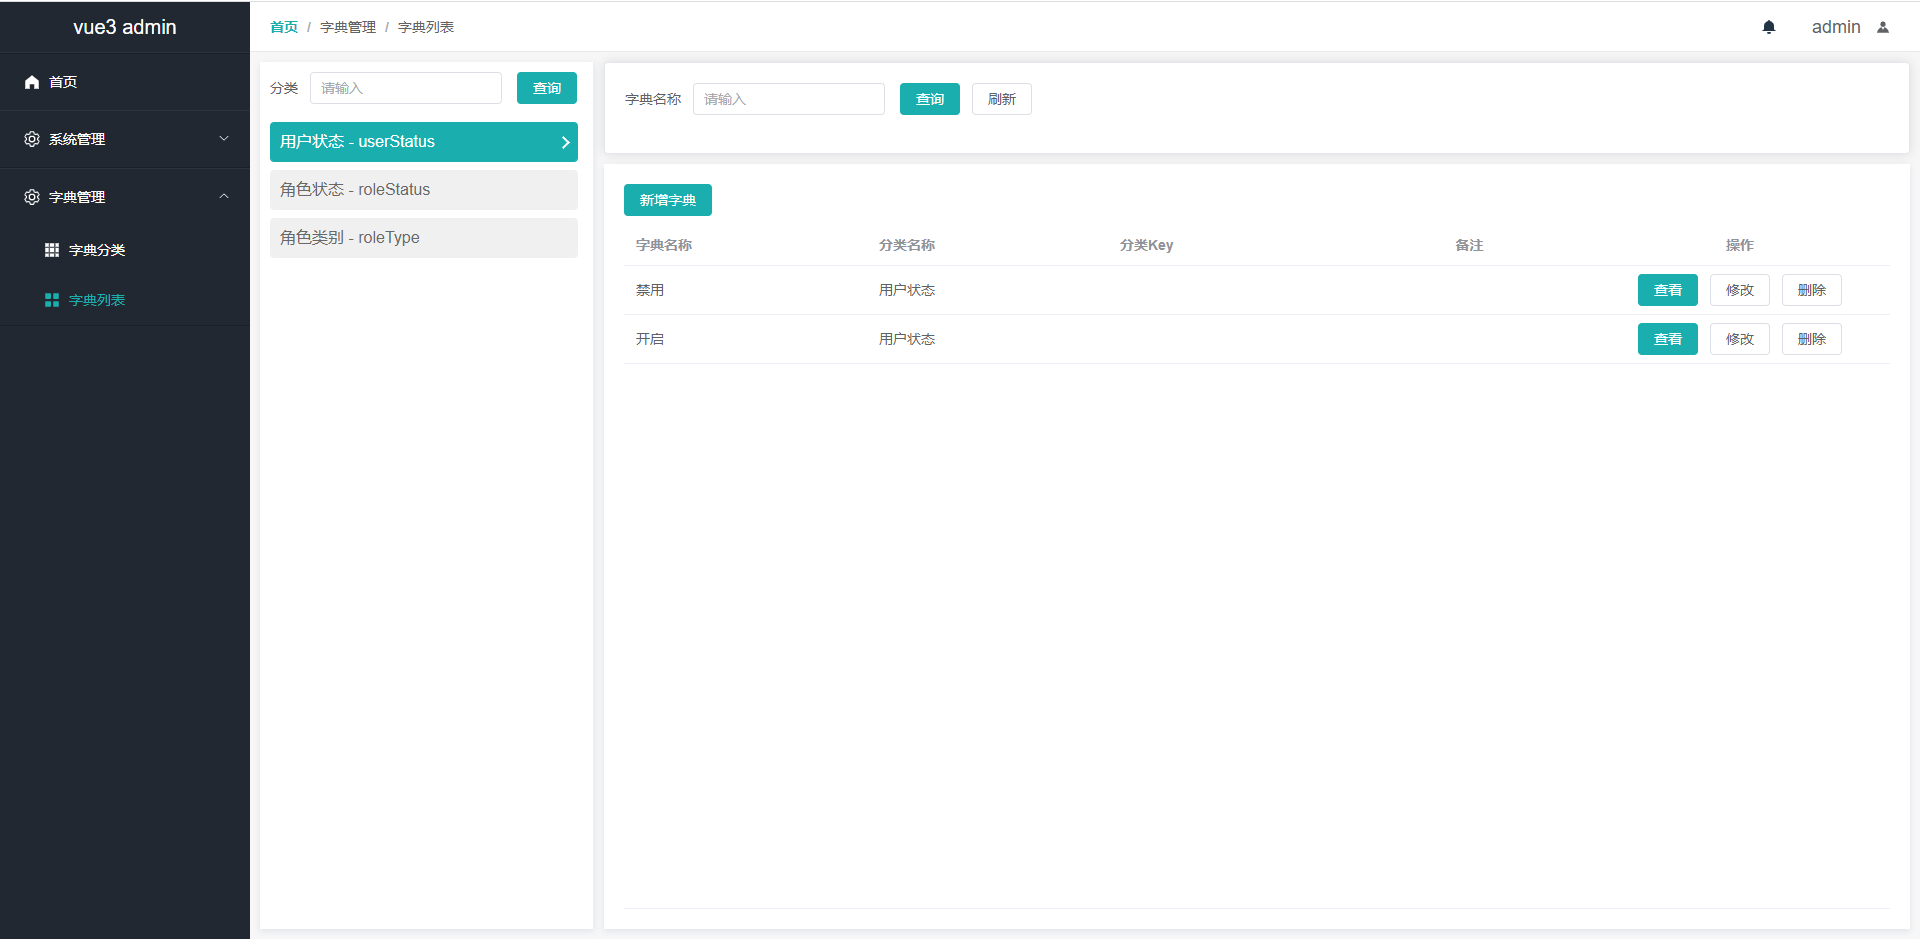 vue3 admin
首页
系统管理
字典管理
字典分类
字典列表
首页 / 字典管理 / 字典列表
admin
分类 请输入 查询
用户状态 - userStatus
角色状态 - roleStatus
角色类别 - roleType
字典名称 请输入 查询 刷新
新增字典
字典名称 分类名称 分类Key 备注 操作
禁用 用户状态 查看 修改 删除
开启 用户状态 查看 修改 删除